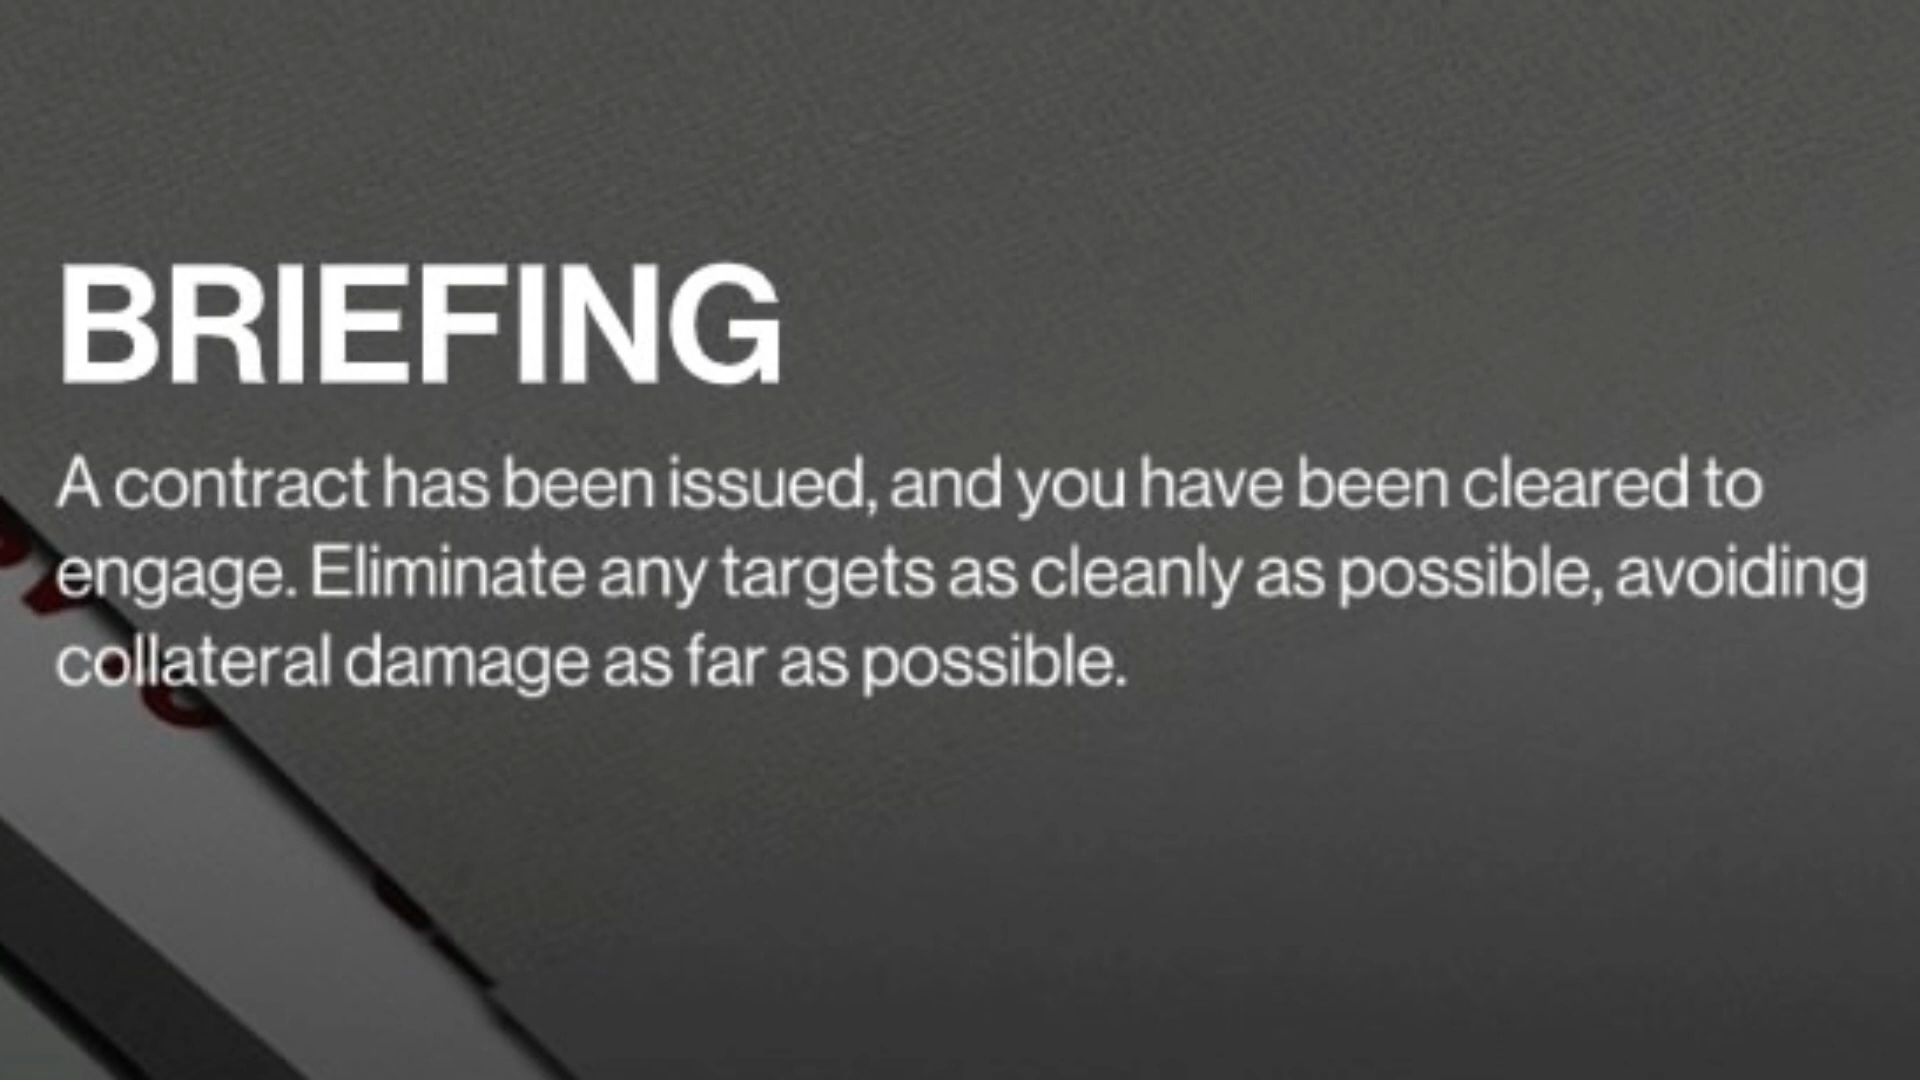 BRIEFING
A contract has been issued, and you have been cleared to
engage. Eliminate any targets as cleanly as possible, avoiding
collateral damage as far as possible.